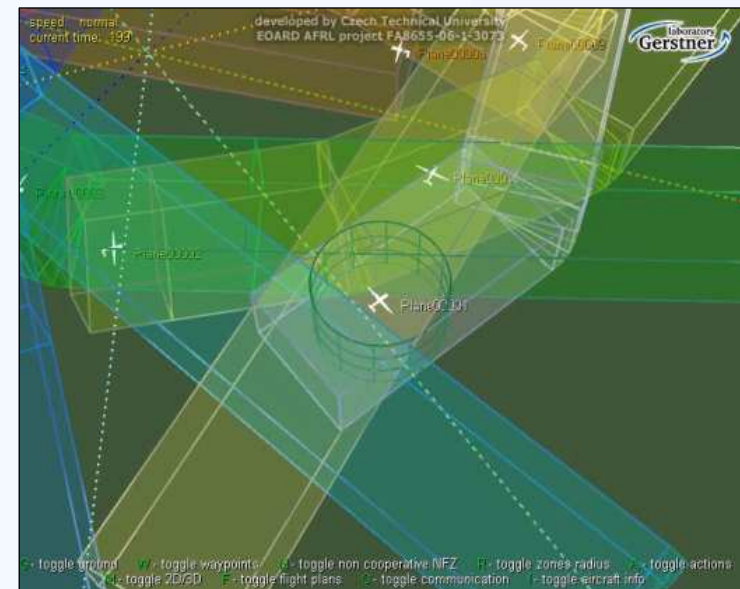 speed normal
current time: 199
developed by Czech Technical University
EOARD AFRL project FA8655-06-1-3073
laboratory
Gerstner
Plane00002
- toggle ground W - toggle waypoints - toggle non cooperative NFZ R - toggle zones radius - toggle actions
- toggle 2D/3D F - toggle flight plans C - toggle communication I - toggle aircraft info